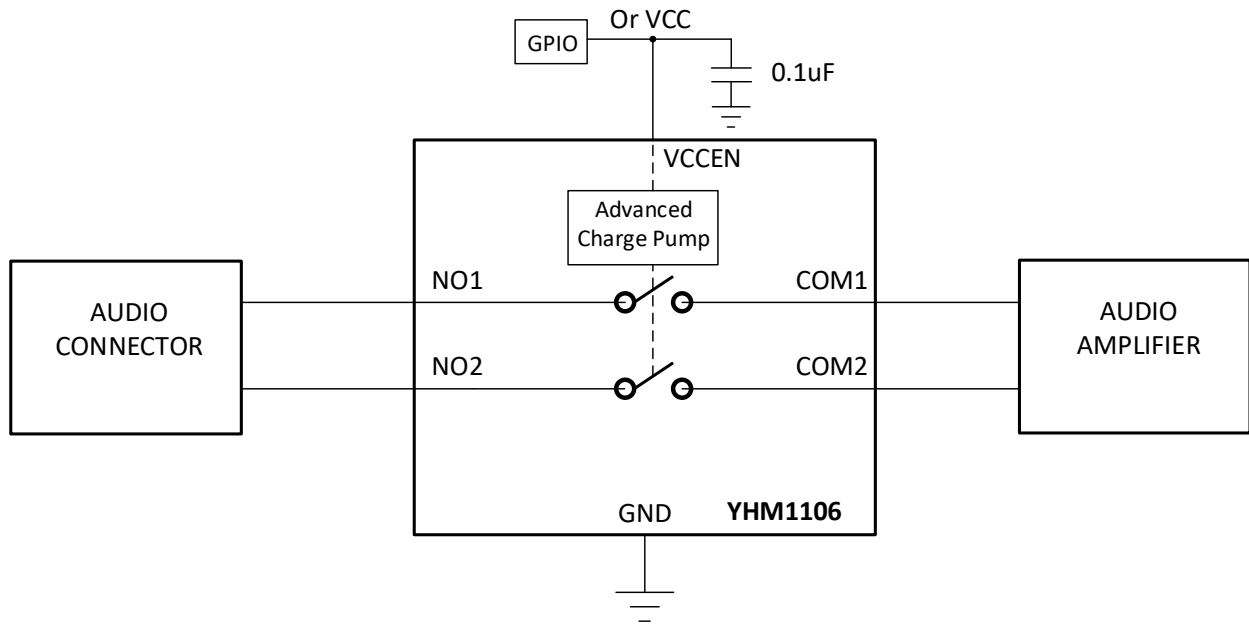 Or VCC
GPIO
0.1uF
VCCEN
Advanced
Charge Pump
NO1
COM1
AUDIO
CONNECTOR
AUDIO
AMPLIFIER
NO2
COM2
GND
YHM1106